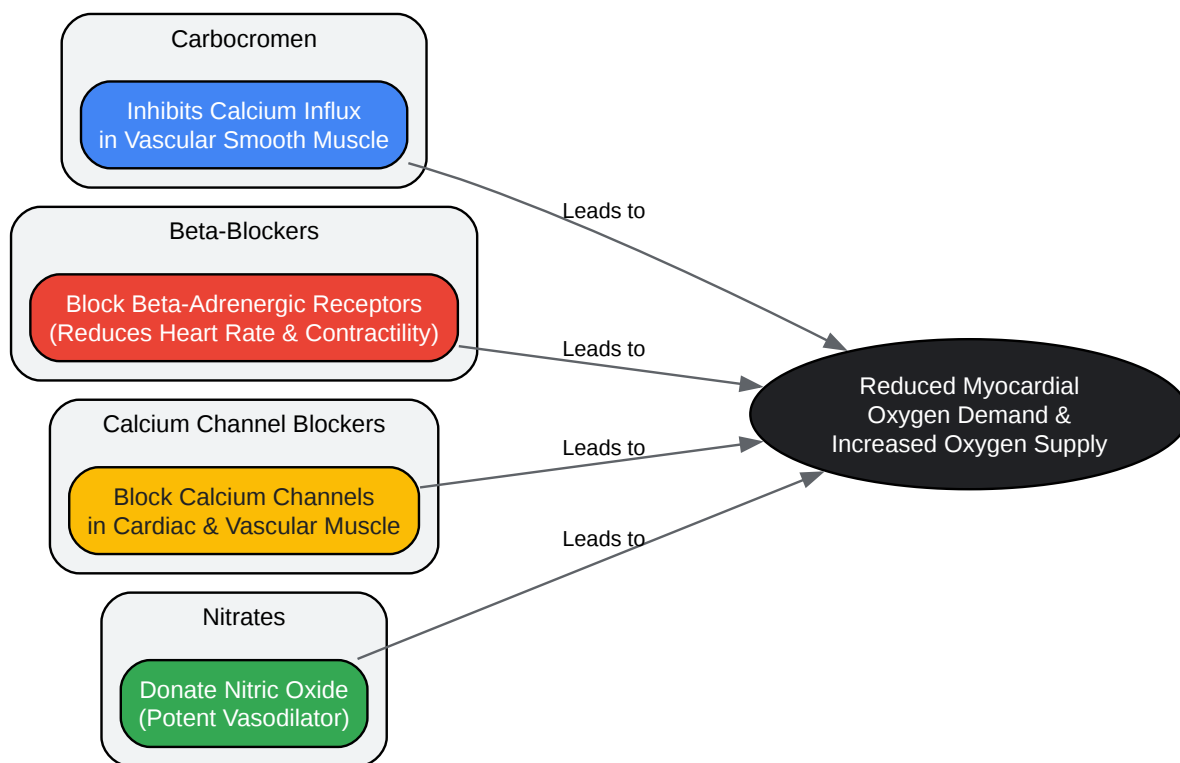 Carbocromen
Inhibits Calcium Influx
in Vascular Smooth Muscle
Leads to
Beta-Blockers
Block Beta-Adrenergic Receptors
(Reduces Heart Rate & Contractility)
Leads to
Calcium Channel Blockers
Block Calcium Channels
in Cardiac & Vascular Muscle
Leads to
Nitrates
Donate Nitric Oxide
(Potent Vasodilator)
Leads to
Reduced Myocardial
Oxygen Demand &
Increased Oxygen Supply